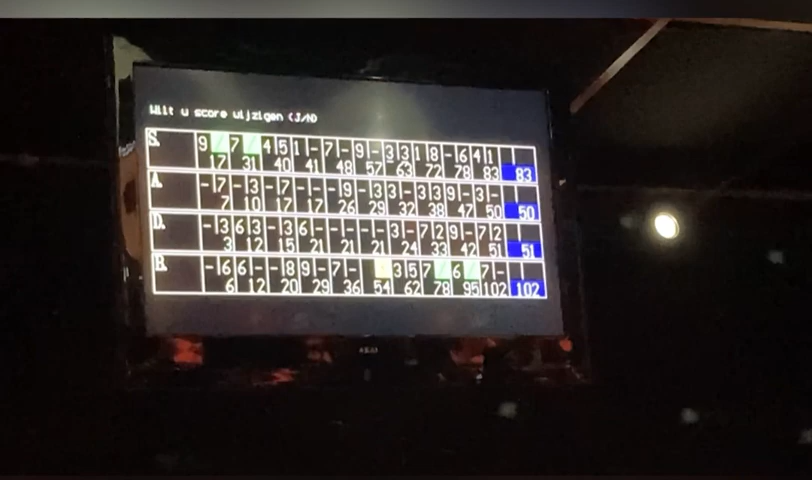 Wilt u score wijzigen (J/N)
S. 9 / 7 / 4 5 1 - 7 - 9 - 3 3 1 8 - 6 4 1
17 31 40 41 48 57 63 72 78 83 83
A. - 7 - 3 - 7 - - - 9 - 3 3 - 3 3 9 - 3 -
7 10 17 17 26 29 32 38 47 50 50
D. - 3 6 3 - 3 6 - - - - - 3 - 7 2 9 - 7 2
3 12 15 21 21 21 24 33 42 51 51
- 6 6 - - 8 9 - 7 - 3 5 7 / 6 / 7 -
6 12 20 29 36 54 62 78 95 102 102